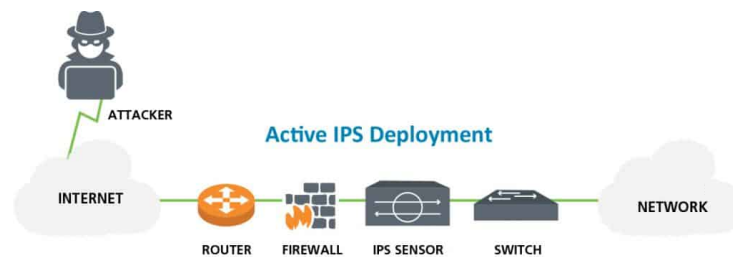 ATTACKER
Active IPS Deployment
INTERNET
NETWORK
ROUTER
FIREWALL
IPS SENSOR
SWITCH